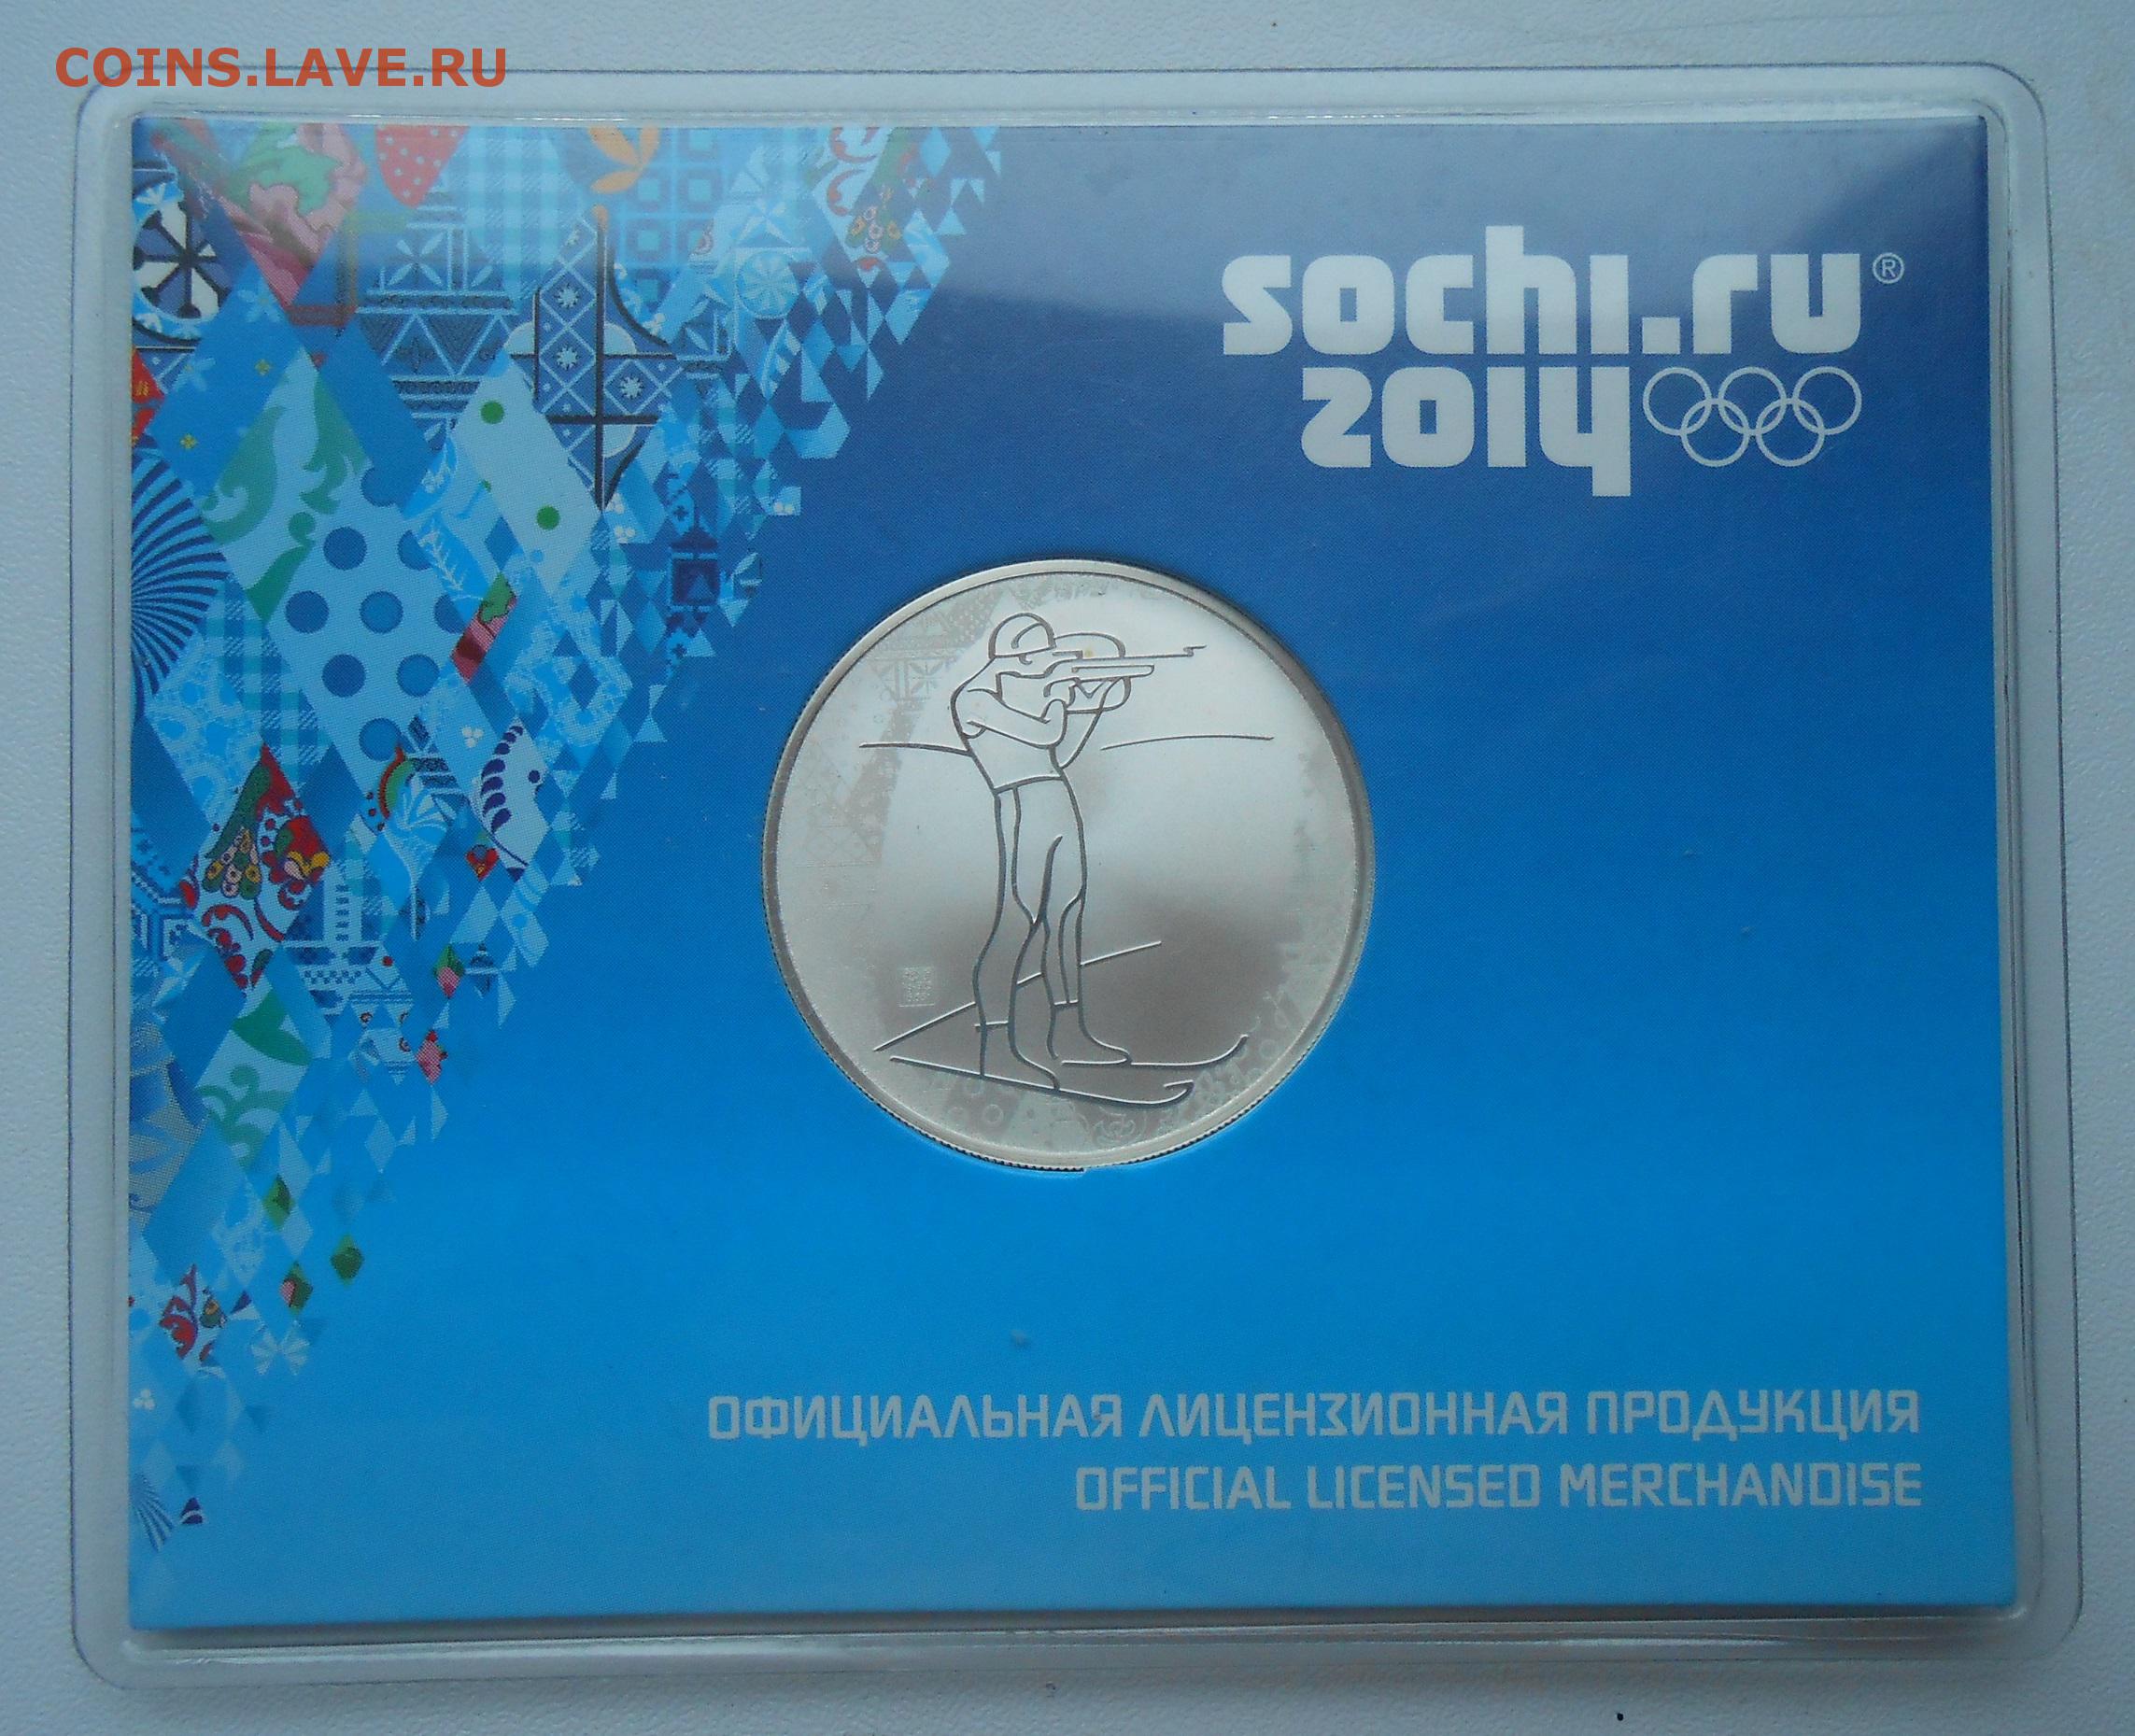 COINS.LAVE.RU
sochi.ru®
2014
ОФИЦИАЛЬНАЯ ЛИЦЕНЗИОННАЯ ПРОДУКЦИЯ
OFFICIAL LICENSED MERCHANDISE